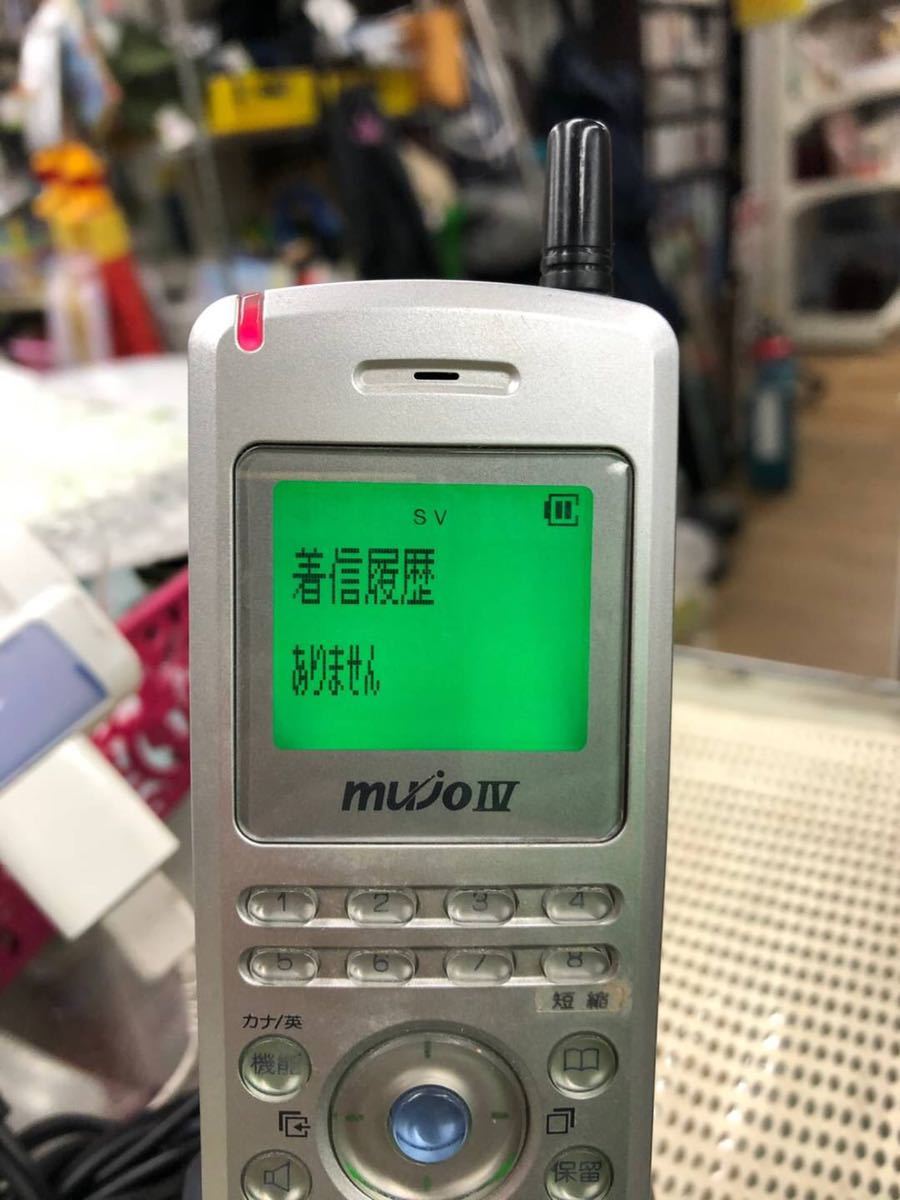 SV
着信履歴
ありません
mujo IV
1 2 3 4
5 6 7 8
短縮
カナ/英
機能
保留